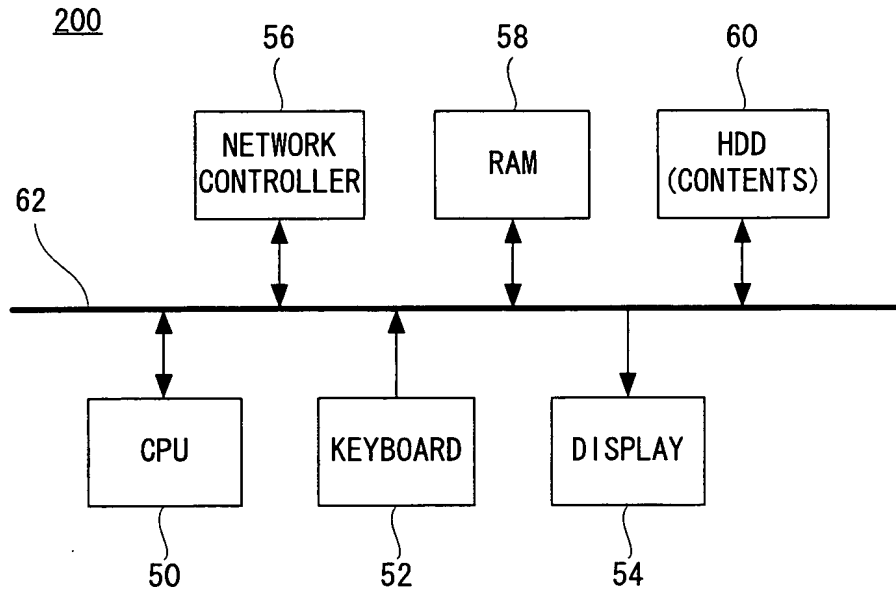 200
56
58
60
NETWORK
CONTROLLER
RAM
HDD
(CONTENTS)
62
CPU
KEYBOARD
DISPLAY
50
52
54